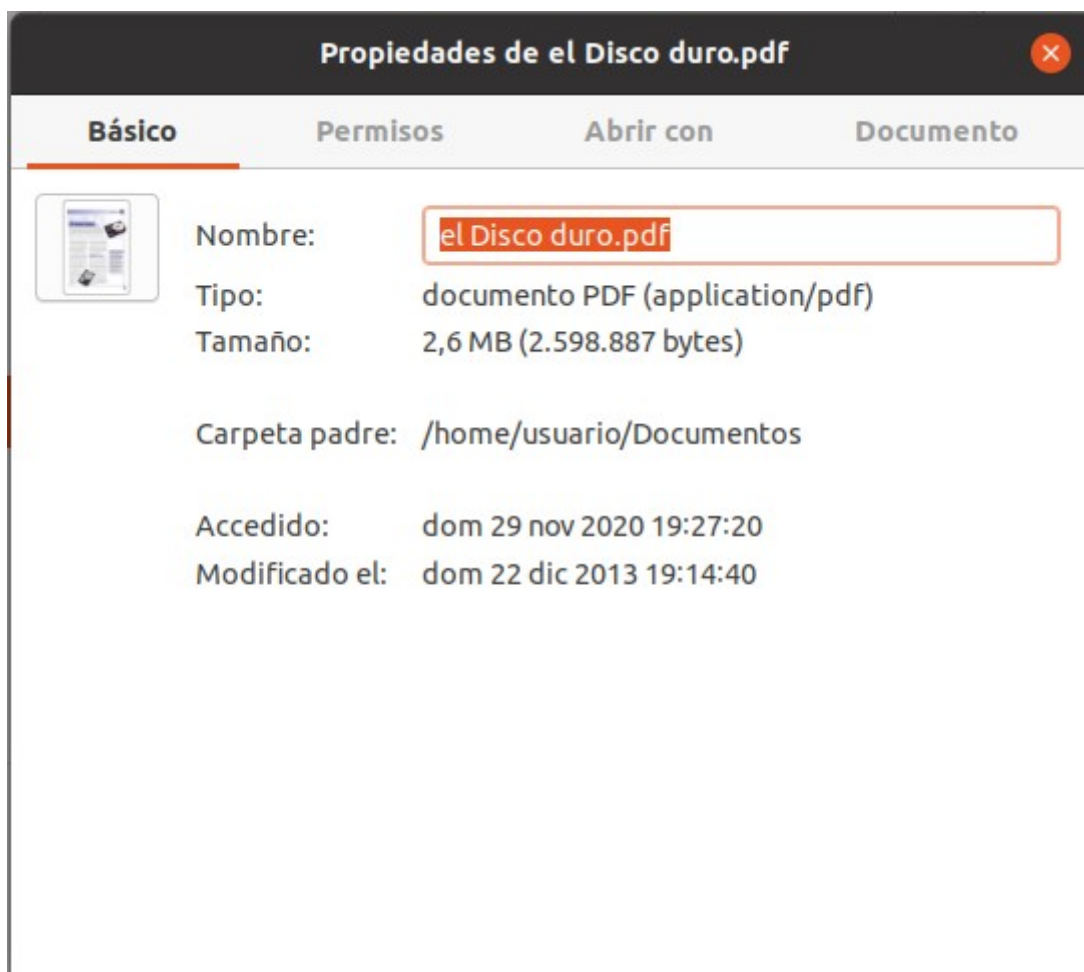 Propiedades de el Disco duro.pdf
Básico Permisos Abrir con Documento
Nombre: el Disco duro.pdf
Tipo: documento PDF (application/pdf)
Tamaño: 2,6 MB (2.598.887 bytes)
Carpeta padre: /home/usuario/Documentos
Accedido: dom 29 nov 2020 19:27:20
Modificado el: dom 22 dic 2013 19:14:40